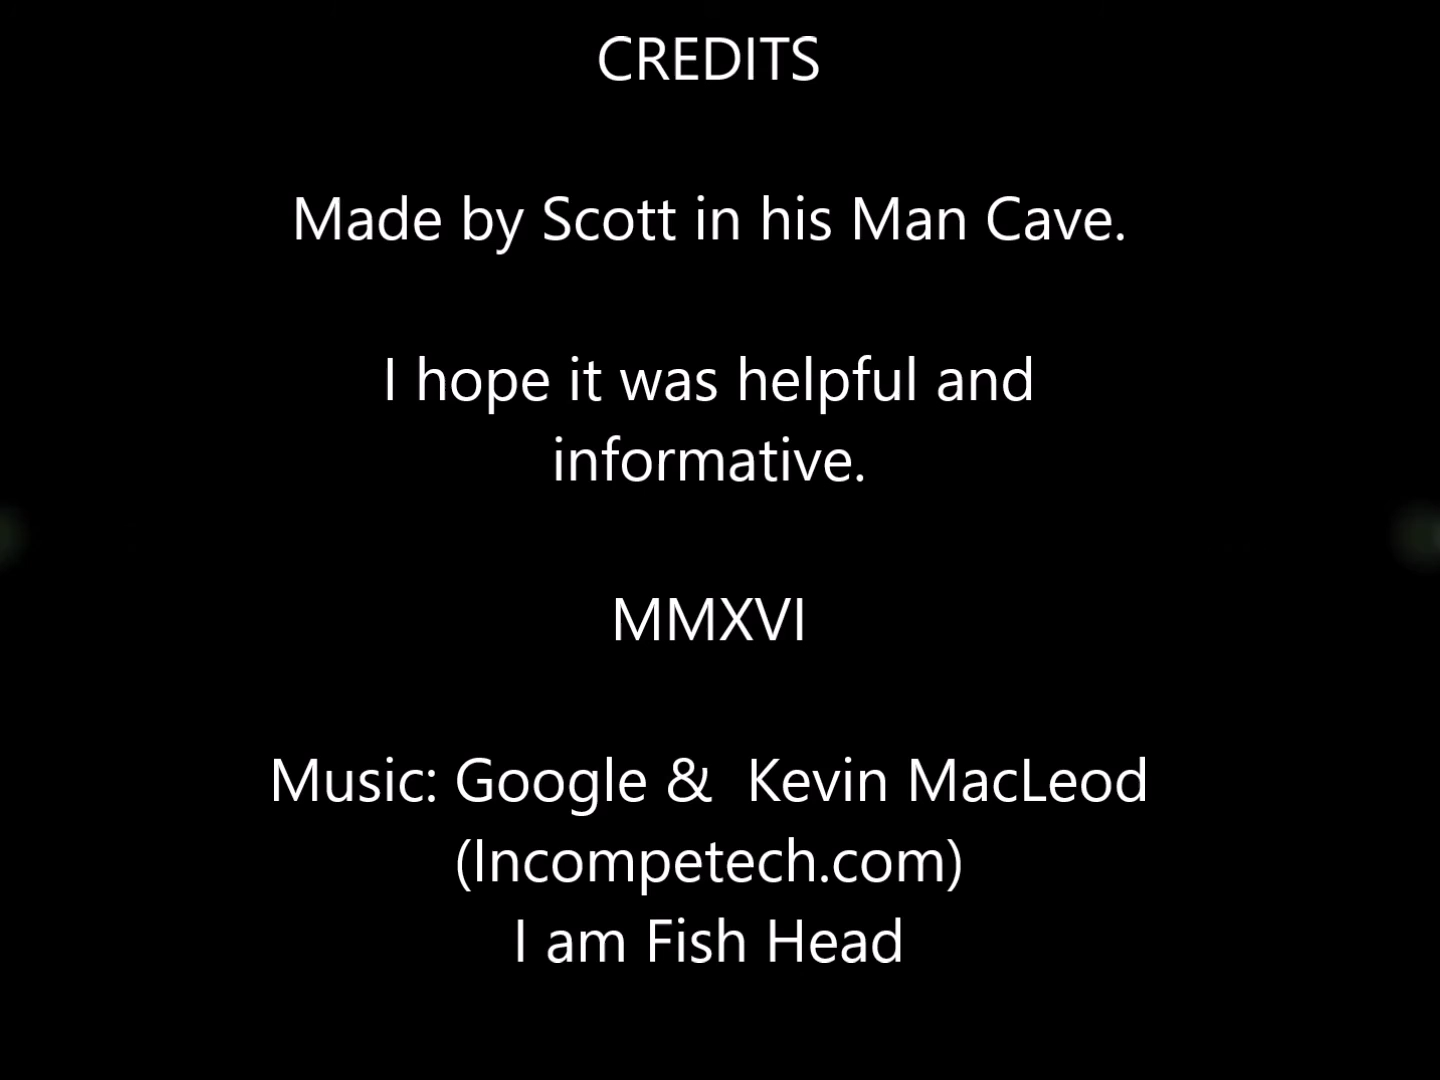 CREDITS
Made by Scott in his Man Cave.
I hope it was helpful and
informative.
MMXVI
Music: Google &  Kevin MacLeod
(Incompetech.com)
I am Fish Head